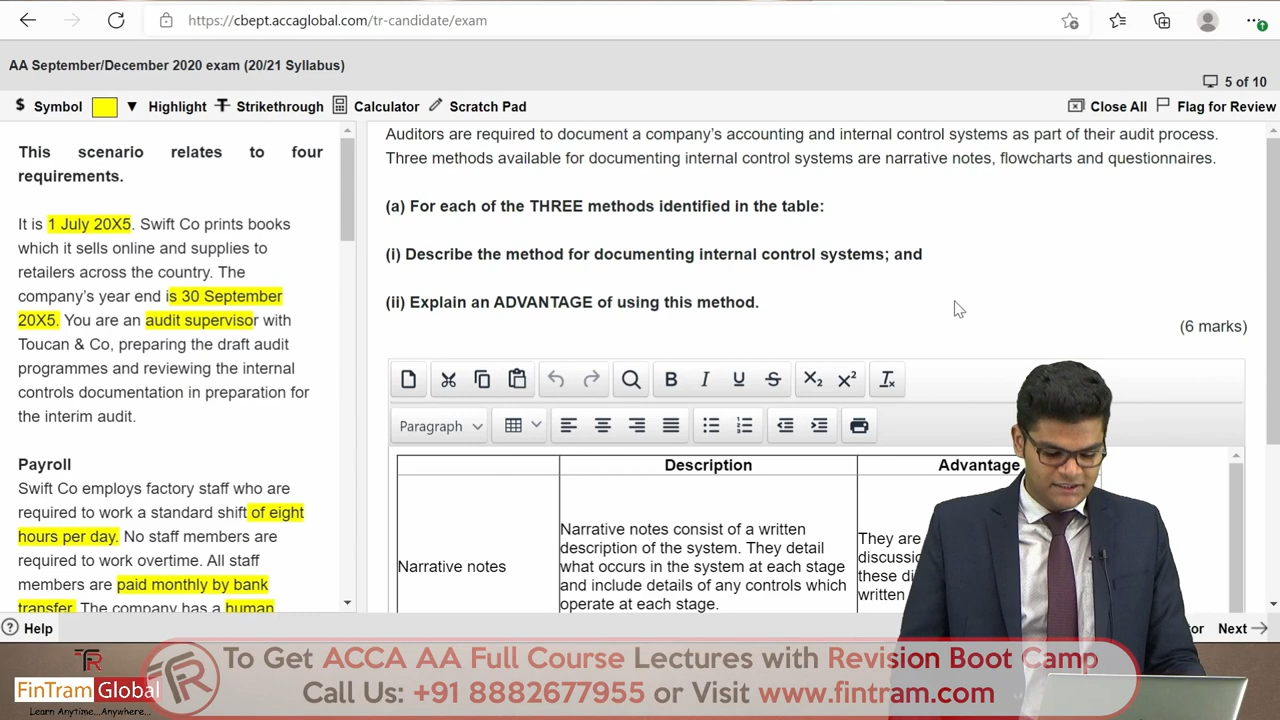 https://cbept.accaglobal.com/tr-candidate/exam
AA September/December 2020 exam (20/21 Syllabus)
5 of 10
$ Symbol Highlight T Strikethrough Calculator Scratch Pad Close All Flag for Review
This scenario relates to four
requirements.
It is 1 July 20X5. Swift Co prints books
which it sells online and supplies to
retailers across the country. The
company's year end is 30 September
20X5. You are an audit supervisor with
Toucan & Co, preparing the draft audit
programmes and reviewing the internal
controls documentation in preparation for
the interim audit.
Payroll
Swift Co employs factory staff who are
required to work a standard shift of eight
hours per day. No staff members are
required to work overtime. All staff
members are paid monthly by bank
transfer. The company has a human
Auditors are required to document a company's accounting and internal control systems as part of their audit process.
Three methods available for documenting internal control systems are narrative notes, flowcharts and questionnaires.
(a) For each of the THREE methods identified in the table:
(i) Describe the method for documenting internal control systems; and
(ii) Explain an ADVANTAGE of using this method.
(6 marks)
B I U S X2 X2 Ix
Paragraph
Description Advantage
Narrative notes
Narrative notes consist of a written
description of the system. They detail
what occurs in the system at each stage
and include details of any controls which
operate at each stage.
They are
discussi
these di
written
Help
or Next
TR
FinTram Global
Learn Anytime...Anywhere...
To Get ACCA AA Full Course Lectures with Revision Boot Camp
Call Us: +91 8882677955 or Visit www.fintram.com